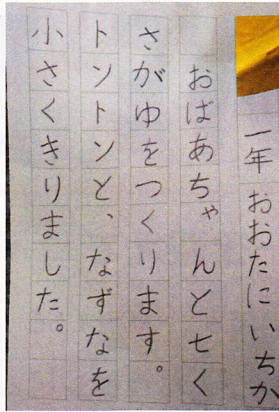 一年 おおたに いちか
おばあちゃんと七く
さがゆをつくります。
トントンと、なずなを
小さくきりました。